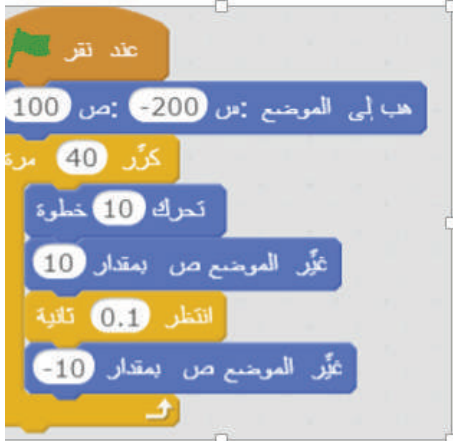 عند نقر
هب إلى الموضع س: -200 ص: 100
كرِّر 40 مرة
تحرك 10 خطوة
غيِّر الموضع ص بمقدار 10
انتظر 0.1 ثانية
غيِّر الموضع ص بمقدار -10